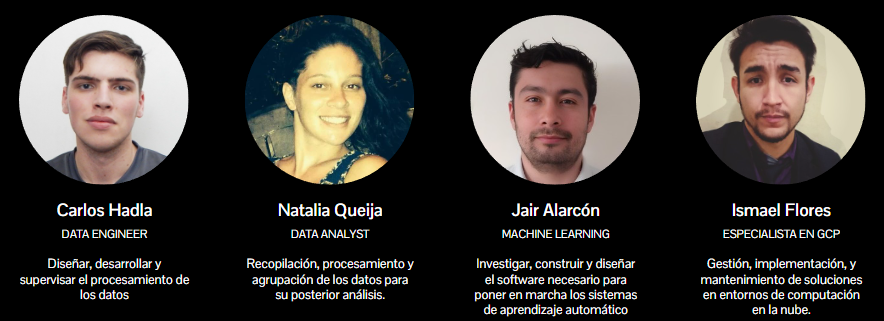 Carlos Hadla
DATA ENGINEER
Diseñar, desarrollar y
supervisar el procesamiento de
los datos
Natalia Queija
DATA ANALYST
Recopilación, procesamiento y
agrupación de los datos para
su posterior análisis.
Jair Alarcón
MACHINE LEARNING
Investigar, construir y diseñar
el software necesario para
poner en marcha los sistemas
de aprendizaje automático
Ismael Flores
ESPECIALISTA EN GCP
Gestión, implementación, y
mantenimiento de soluciones
en entornos de computación
en la nube.